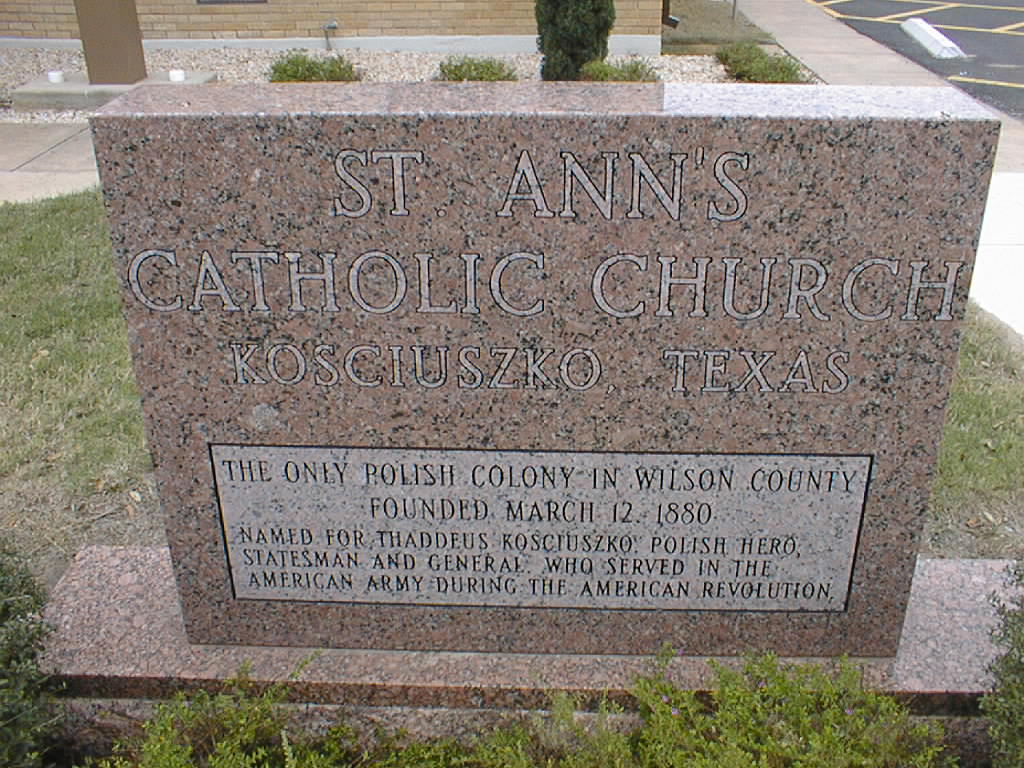 ST. ANN'S
CATHOLIC CHURCH
KOSCIUSZKO, TEXAS
THE ONLY POLISH COLONY IN WILSON COUNTY
FOUNDED MARCH 12, 1880
NAMED FOR THADDEUS KOSCIUSZKO, POLISH HERO,
STATESMAN AND GENERAL, WHO SERVED IN THE
AMERICAN ARMY DURING THE AMERICAN REVOLUTION.